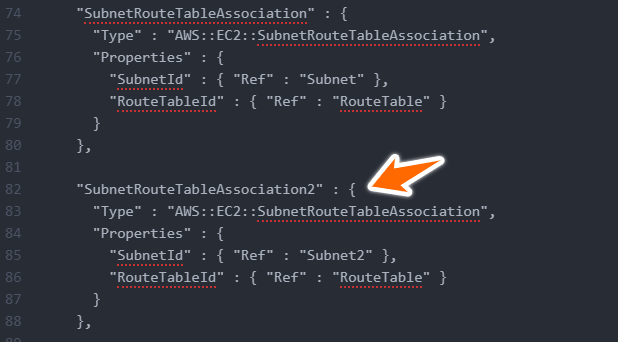 74 "SubnetRouteTableAssociation" : {
75 "Type" : "AWS::EC2::SubnetRouteTableAssociation",
76 "Properties" : {
77 "SubnetId" : { "Ref" : "Subnet" },
78 "RouteTableId" : { "Ref" : "RouteTable" }
79 }
80 },
81
82 "SubnetRouteTableAssociation2" : {
83 "Type" : "AWS::EC2::SubnetRouteTableAssociation",
84 "Properties" : {
85 "SubnetId" : { "Ref" : "Subnet2" },
86 "RouteTableId" : { "Ref" : "RouteTable" }
87 }
88 },